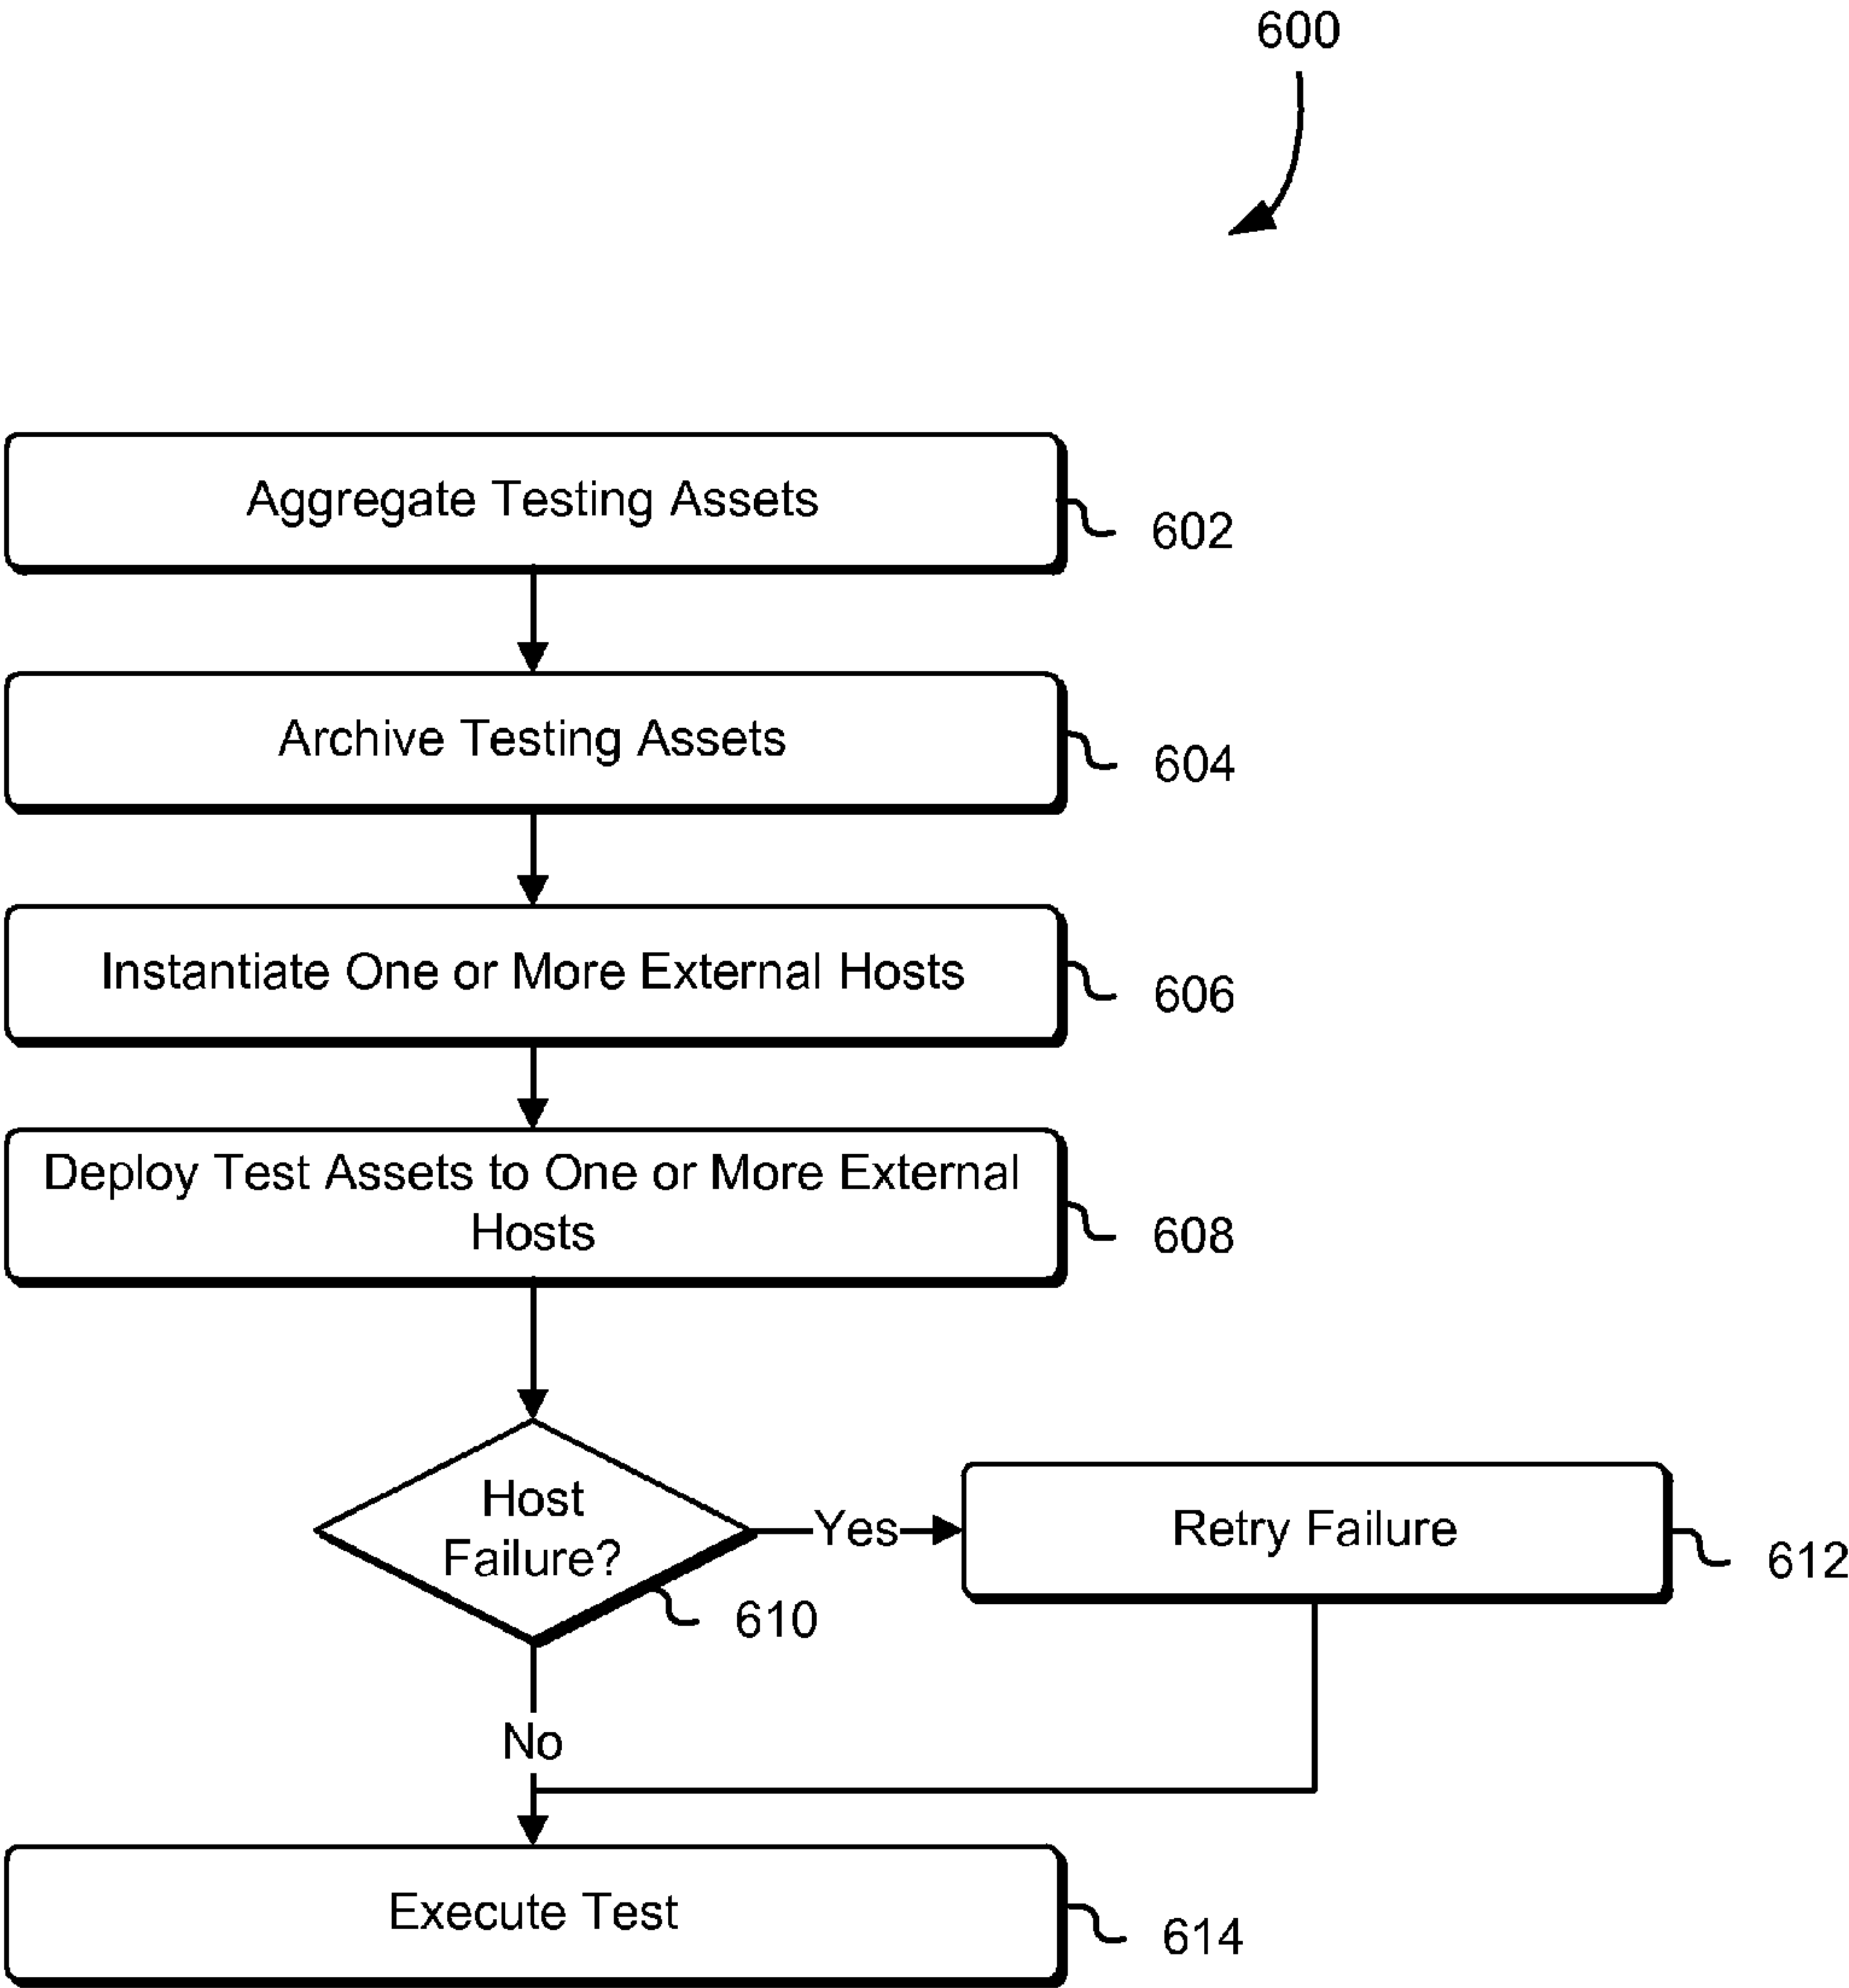 600
Aggregate Testing Assets
602
Archive Testing Assets
604
Instantiate One or More External Hosts
606
Deploy Test Assets to One or More External
Hosts
608
Host
Failure?
610
Yes
Retry Failure
612
No
Execute Test
614